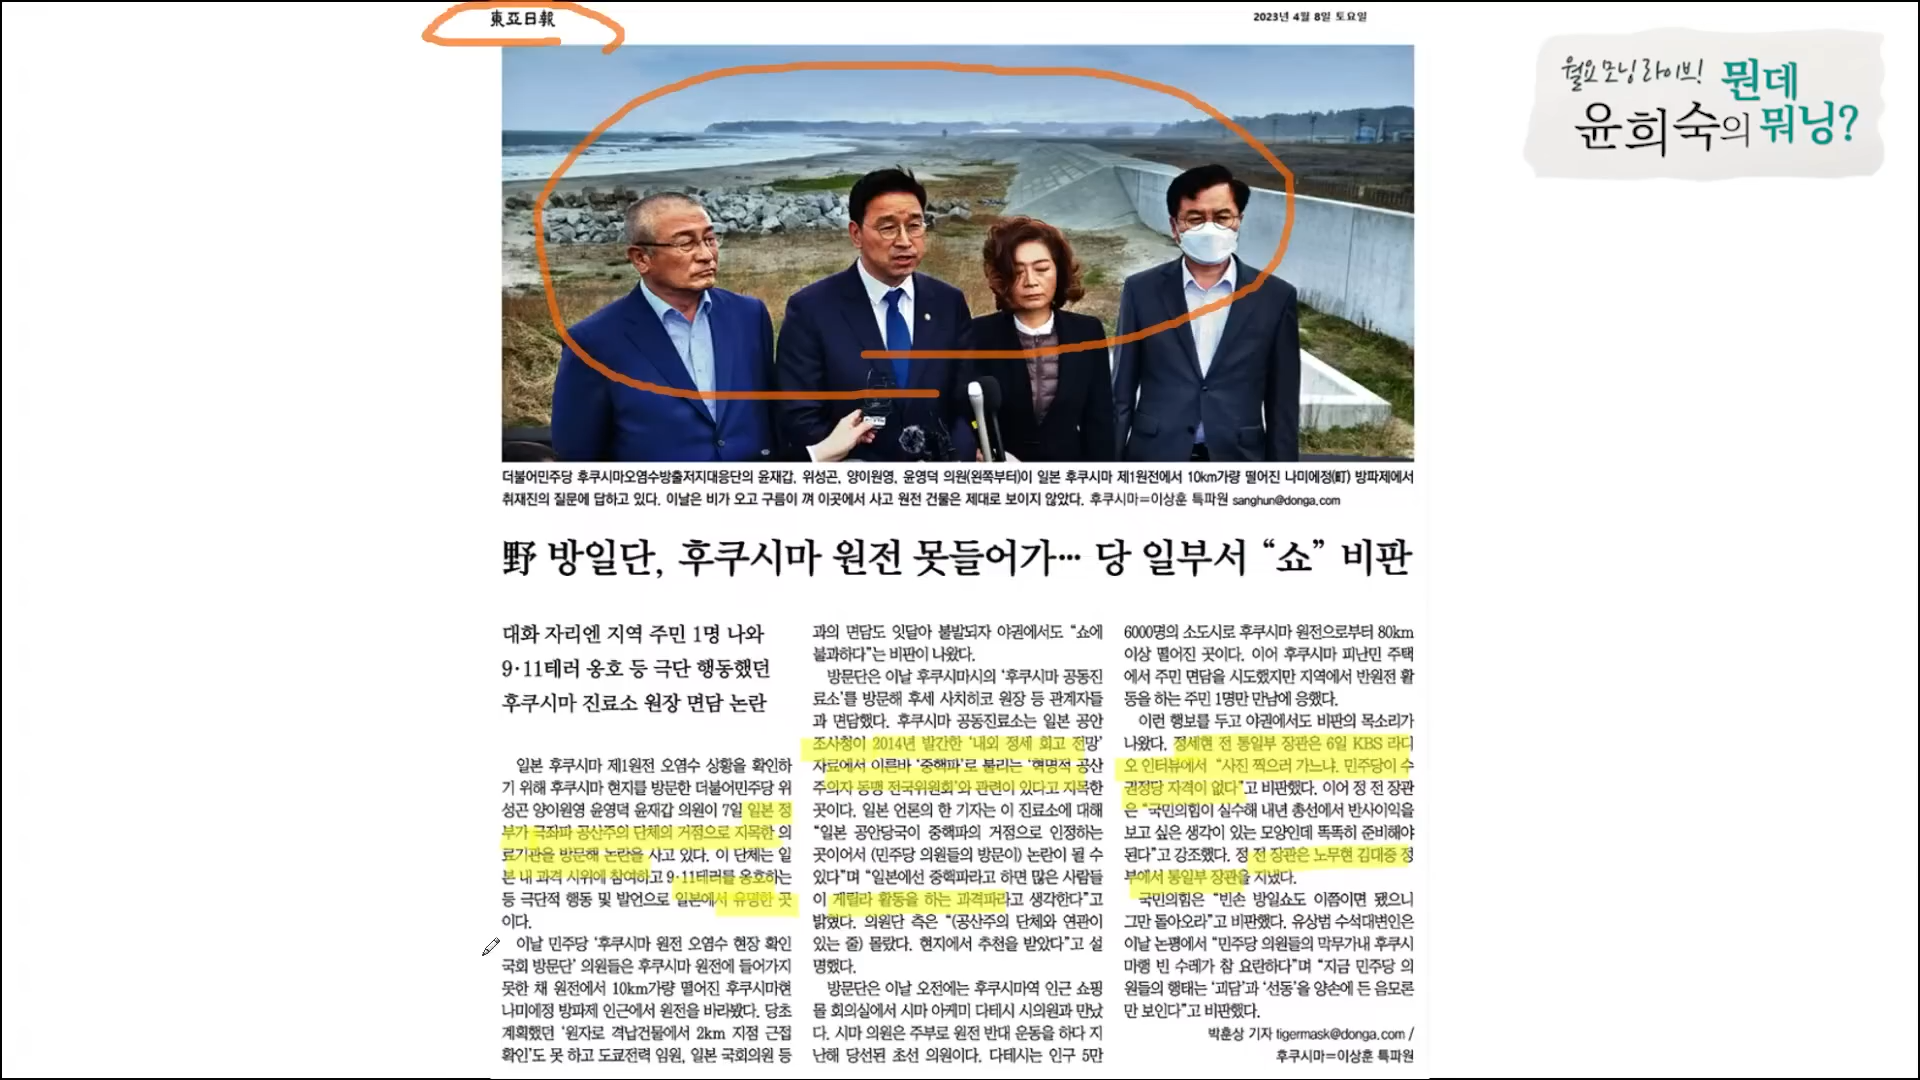 東亞日報
2023년 4월 8일 토요일
월요 모닝 라이브! 뭔데
윤희숙의 뭐닝?
더불어민주당 후쿠시마오염수방출저지대응단의 윤재갑, 위성곤, 양이원영, 윤영덕 의원(왼쪽부터)이 일본 후쿠시마 제1원전에서 10km가량 떨어진 나미에정(町) 방파제에서
취재진의 질문에 답하고 있다. 이날은 비가 오고 구름이 껴 이곳에서 사고 원전 건물은 제대로 보이지 않았다. 후쿠시마=이상훈 특파원 sanghun@donga.com
野 방일단, 후쿠시마 원전 못들어가… 당 일부서 “쇼” 비판
대화 자리엔 지역 주민 1명 나와
9·11테러 옹호 등 극단 행동했던
후쿠시마 진료소 원장 면담 논란
일본 후쿠시마 제1원전 오염수 상황을 확인하
기 위해 후쿠시마 현지를 방문한 더불어민주당 위
성곤 양이원영 윤영덕 윤재갑 의원이 7일 일본 정
부가 극좌파 공산주의 단체의 거점으로 지목한 의
료기관을 방문해 논란을 사고 있다. 이 단체는 일
본 내 과격 시위에 참여하고 9·11테러를 옹호하는
등 극단적 행동 및 발언으로 일본에서 유명한 곳
이다.
이날 민주당 ‘후쿠시마 원전 오염수 현장 확인
국회 방문단’ 의원들은 후쿠시마 원전에 들어가지
못한 채 원전에서 10km가량 떨어진 후쿠시마현
나미에정 방파제 인근에서 원전을 바라봤다. 당초
계획했던 ‘원자로 격납건물에서 2km 지점 근접
확인’도 못 하고 도쿄전력 임원, 일본 국회의원 등
과의 면담도 잇달아 불발되자 야권에서도 “쇼에
불과하다”는 비판이 나왔다.
방문단은 이날 후쿠시마시의 ‘후쿠시마 공동진
료소’를 방문해 후세 사치히코 원장 등 관계자들
과 면담했다. 후쿠시마 공동진료소는 일본 공안
조사청이 2014년 발간한 ‘내외 정세 회고 전망’
자료에서 이른바 ‘중핵파’로 불리는 ‘혁명적 공산
주의자 동맹 전국위원회’와 관련이 있다고 지목한
곳이다. 일본 언론의 한 기자는 이 진료소에 대해
“일본 공안당국이 중핵파의 거점으로 인정하는
곳이어서 (민주당 의원들의 방문이) 논란이 될 수
있다”며 “일본에선 중핵파라고 하면 많은 사람들
이 게릴라 활동을 하는 과격파라고 생각한다”고
밝혔다. 의원단 측은 “(공산주의 단체와 연관이
있는 줄) 몰랐다. 현지에서 추천을 받았다”고 설
명했다.
방문단은 이날 오전에는 후쿠시마역 인근 쇼핑
몰 회의실에서 시마 아케미 다테시 시의원과 만났
다. 시마 의원은 주부로 원전 반대 운동을 하다 지
난해 당선된 초선 의원이다. 다테시는 인구 5만
6000명의 소도시로 후쿠시마 원전으로부터 80km
이상 떨어진 곳이다. 이어 후쿠시마 피난민 주택
에서 주민 면담을 시도했지만 지역에서 반원전 활
동을 하는 주민 1명만 만남에 응했다.
이런 행보를 두고 야권에서도 비판의 목소리가
나왔다. 정세현 전 통일부 장관은 6일 KBS 라디
오 인터뷰에서 “사진 찍으러 가느냐. 민주당이 수
권정당 자격이 없다”고 비판했다. 이어 정 전 장관
은 “국민의힘이 실수해 내년 총선에서 반사이익을
보고 싶은 생각이 있는 모양인데 똑똑히 준비해야
된다”고 강조했다. 정 전 장관은 노무현 김대중 정
부에서 통일부 장관을 지냈다.
국민의힘은 “빈손 방일쇼도 이쯤이면 됐으니
그만 돌아오라”고 비판했다. 유상범 수석대변인은
이날 논평에서 “민주당 의원들의 막무가내 후쿠시
마행 빈 수레가 참 요란하다”며 “지금 민주당 의
원들의 행태는 ‘괴담’과 ‘선동’을 양손에 든 음모론
만 보인다”고 비판했다.
박훈상 기자 tigermask@donga.com /
후쿠시마=이상훈 특파원